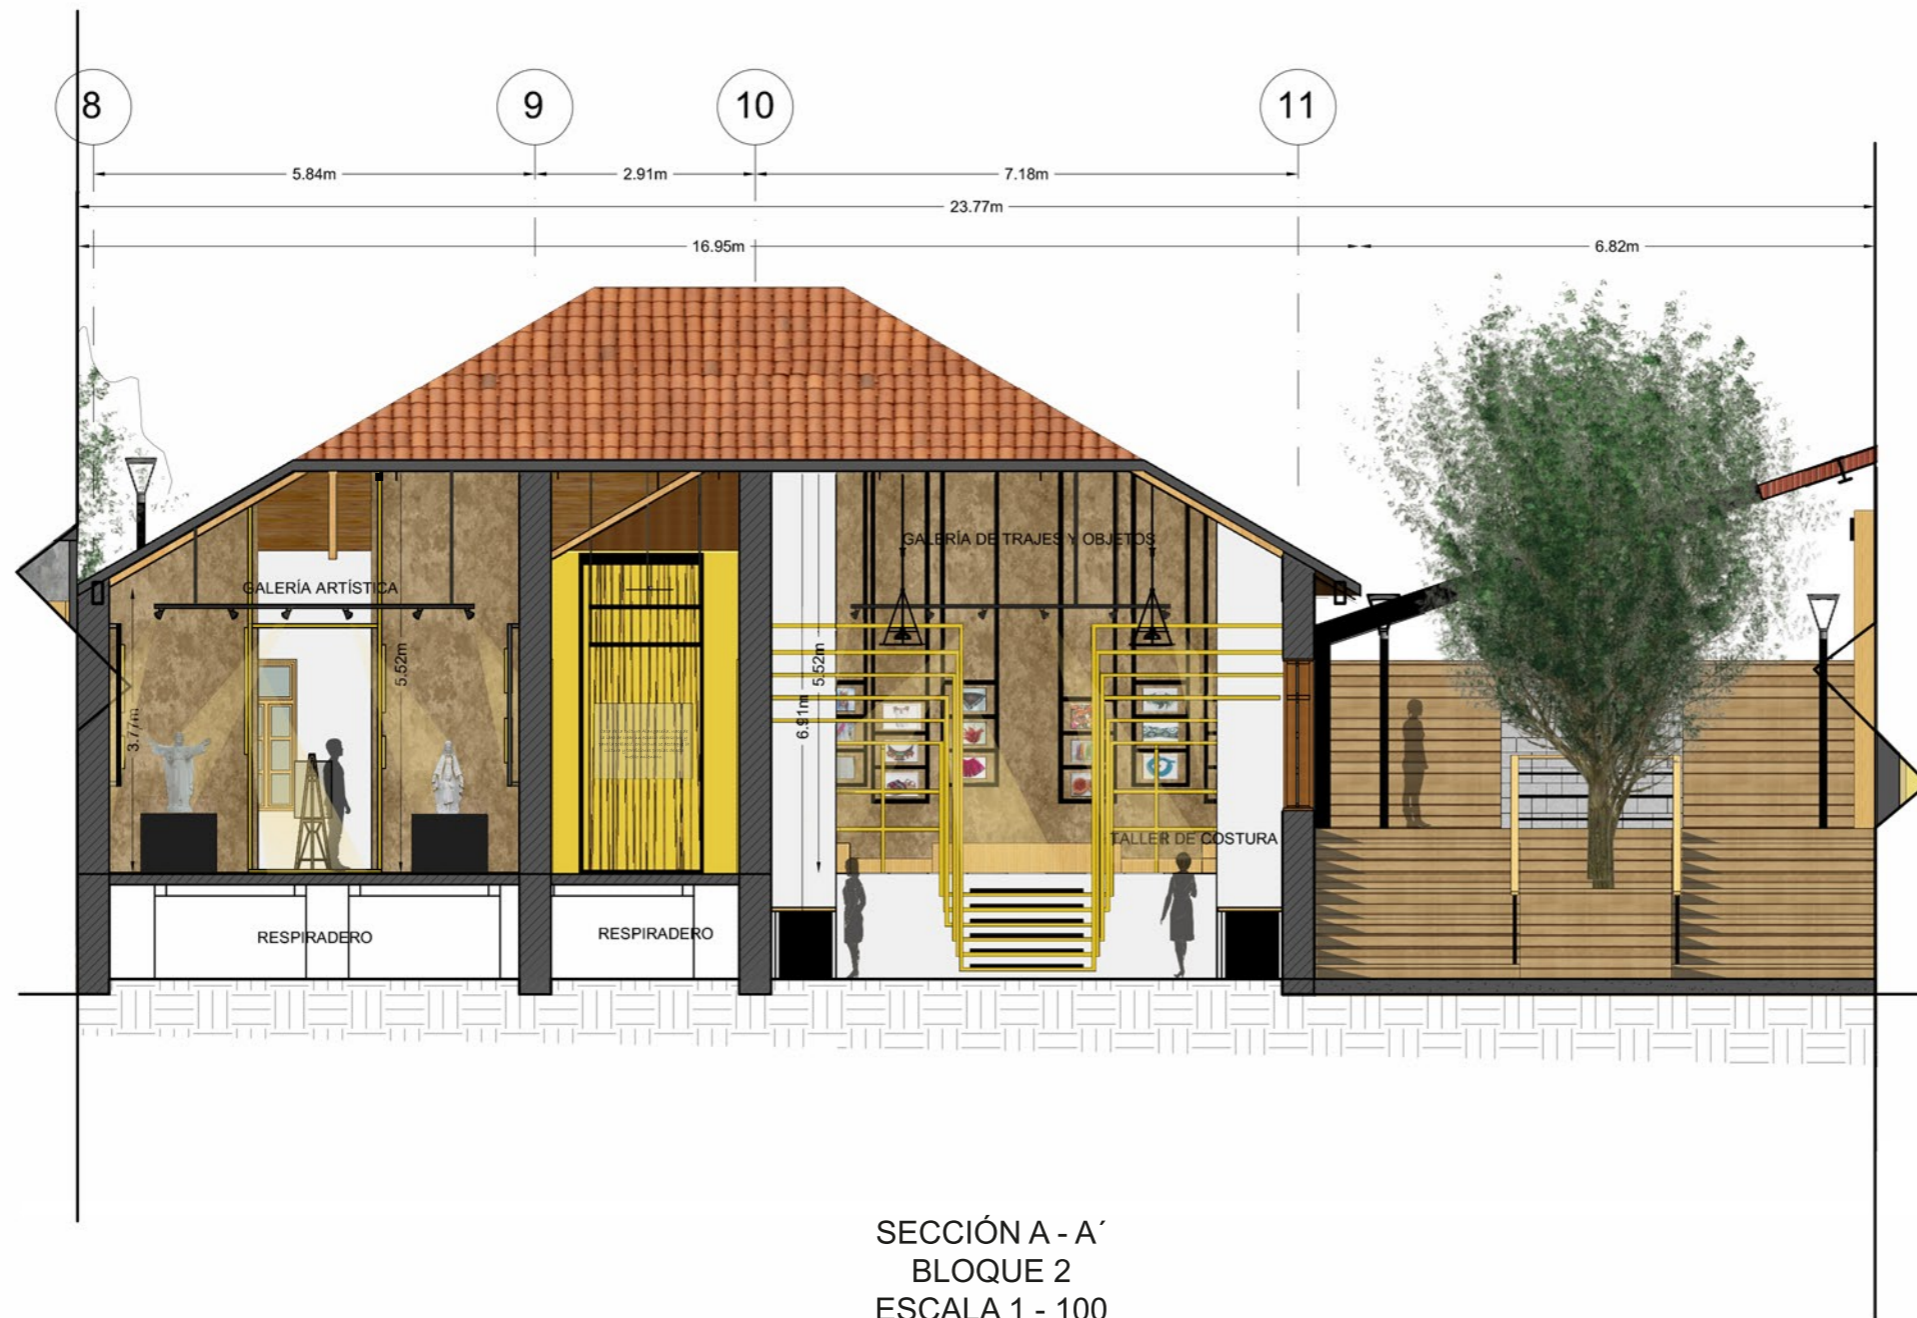 8
9
10
11
5.84m
2.91m
7.18m
23.77m
16.95m
6.82m
GALERÍA DE TRAJES Y OBJETOS
GALERÍA ARTÍSTICA
3.77m
5.52m
6.91m
5.52m
TALLER DE COSTURA
RESPIRADERO
RESPIRADERO
SECCIÓN A - A´
BLOQUE 2
ESCALA 1 - 100